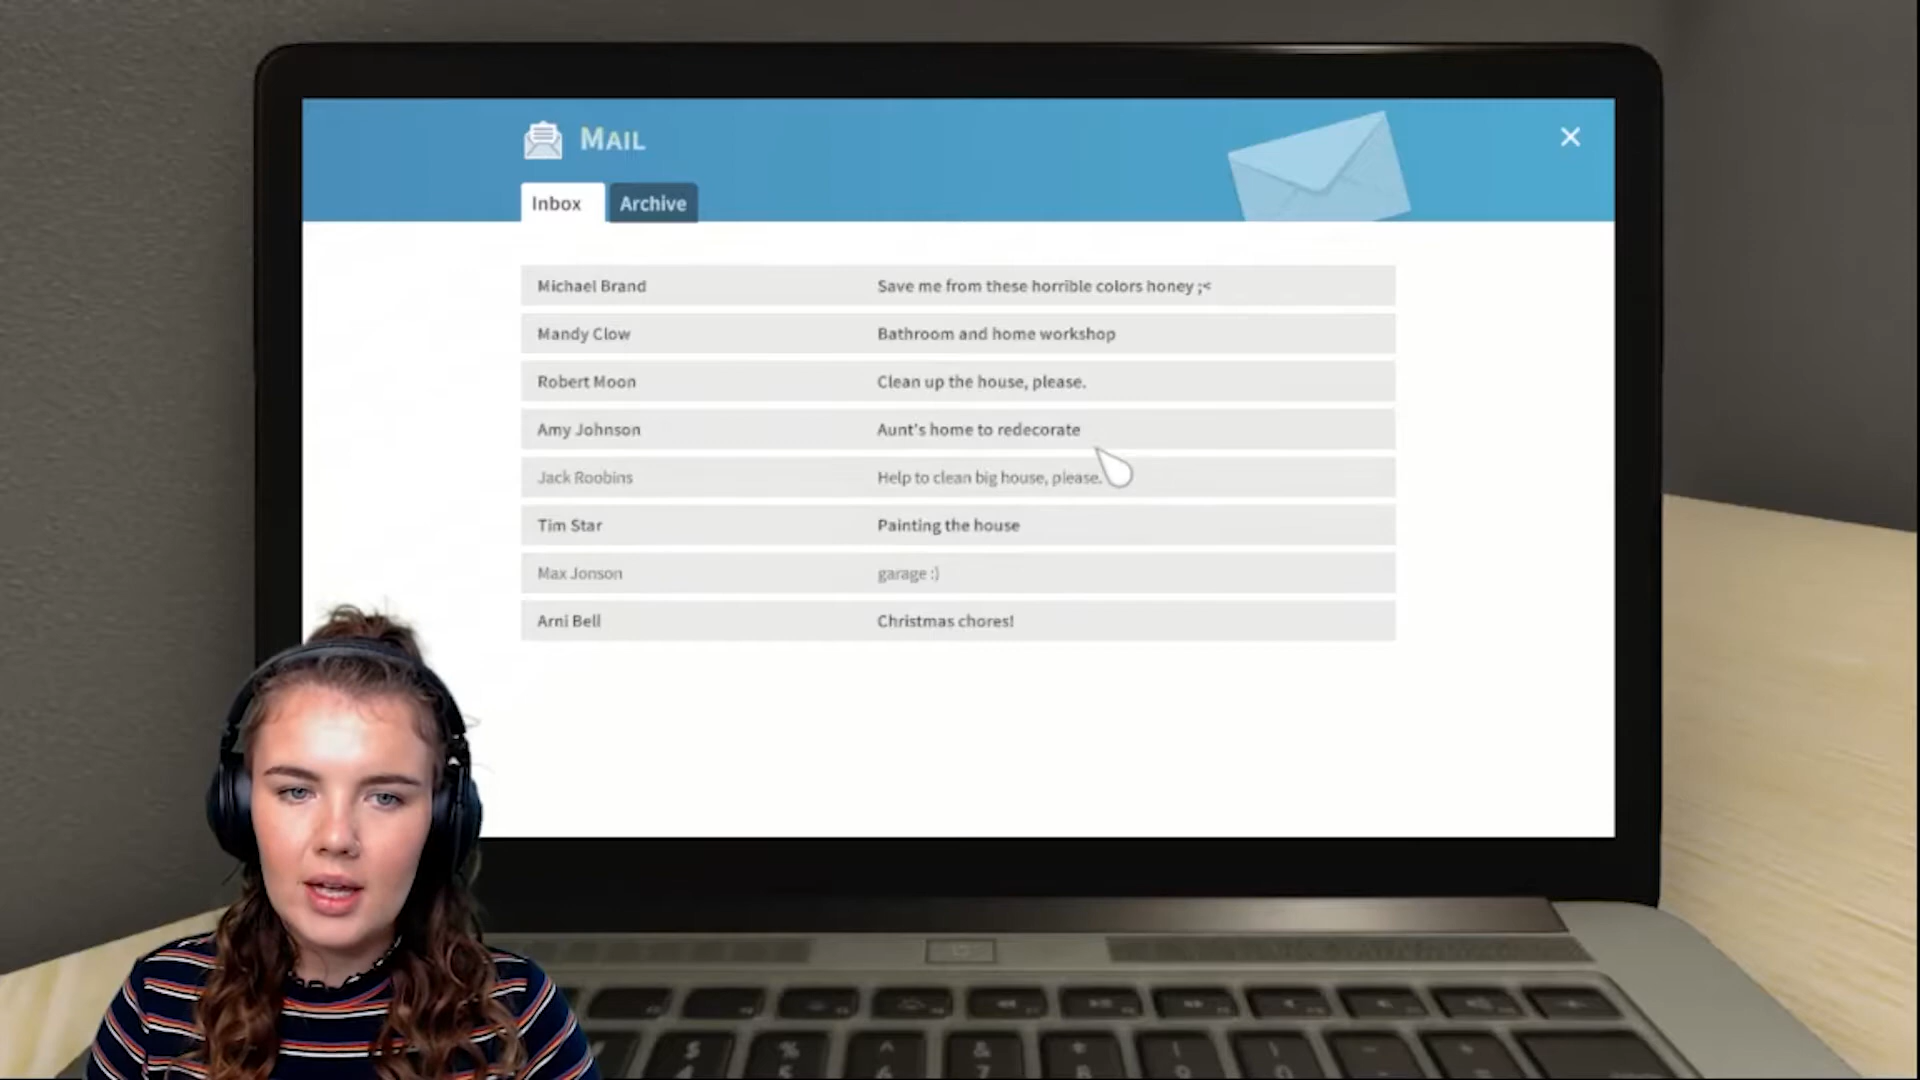 MAIL
Inbox Archive
Michael Brand Save me from these horrible colors honey ;<
Mandy Clow Bathroom and home workshop
Robert Moon Clean up the house, please.
Amy Johnson Aunt's home to redecorate
Jack Roobins Help to clean big house, please.
Tim Star Painting the house
Max Jonson garage :)
Arni Bell Christmas chores!